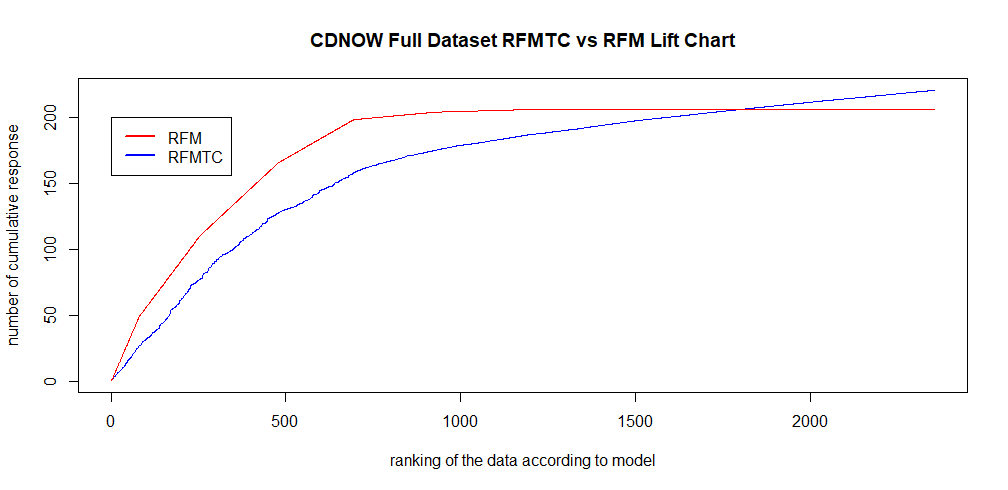 CDNOW Full Dataset RFMTC vs RFM Lift Chart
number of cumulative response
200
150
100
50
0
RFM
RFMTC
0 500 1000 1500 2000
ranking of the data according to model